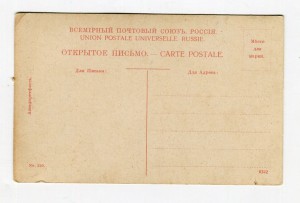 ВСЕМІРНЫЙ ПОЧТОВЫЙ СОЮЗЪ. РОССІЯ.
UNION POSTALE UNIVERSELLE RUSSIE.
ОТКРЫТОЕ ПИСЬМО. — CARTE POSTALE.
Для Письма.
Для Адреса.
Мѣсто
для
марки.